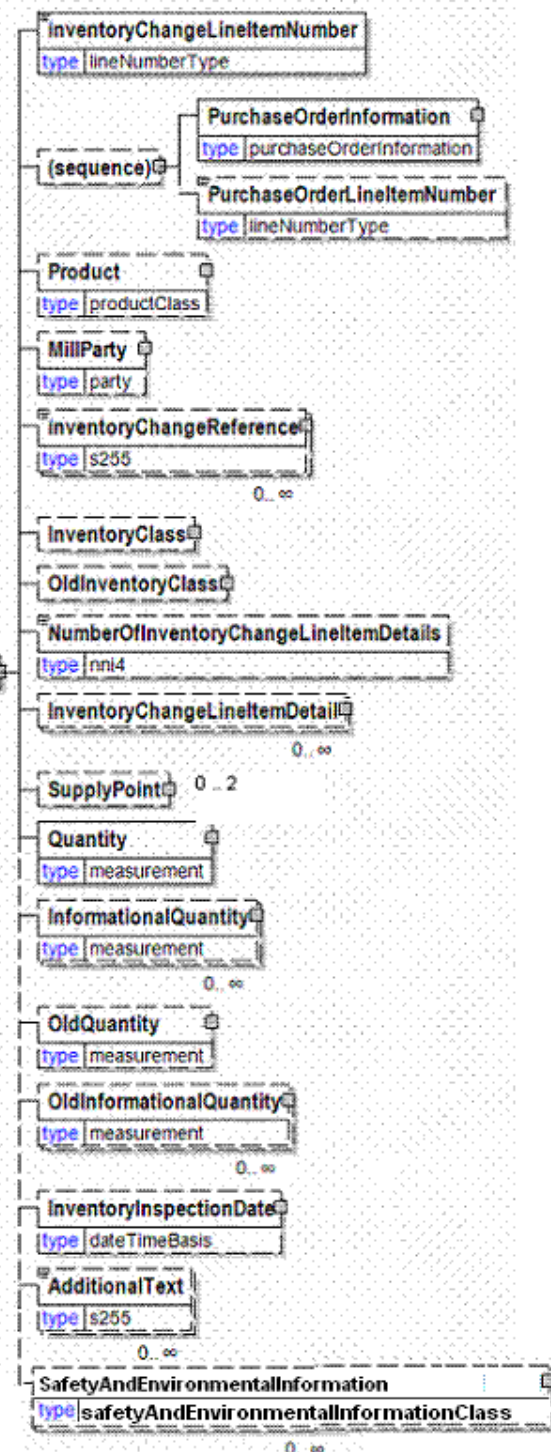 InventoryChangeLineItemNumber
type lineNumberType
PurchaseOrderInformation
type purchaseOrderInformation
(sequence)
PurchaseOrderLineItemNumber
type lineNumberType
Product
type productClass
MillParty
type party
InventoryChangeReference
type s255
0..∞
InventoryClass
OldInventoryClass
NumberOfInventoryChangeLineItemDetails
type nni4
InventoryChangeLineItemDetail
0..∞
SupplyPoint 0..2
Quantity
type measurement
InformationalQuantity
type measurement
0..∞
OldQuantity
type measurement
OldInformationalQuantity
type measurement
0..∞
InventoryInspectionDate
type dateTimeBasis
AdditionalText
type s255
0..∞
SafetyAndEnvironmentalInformation
type safetyAndEnvironmentalInformationClass
0..∞